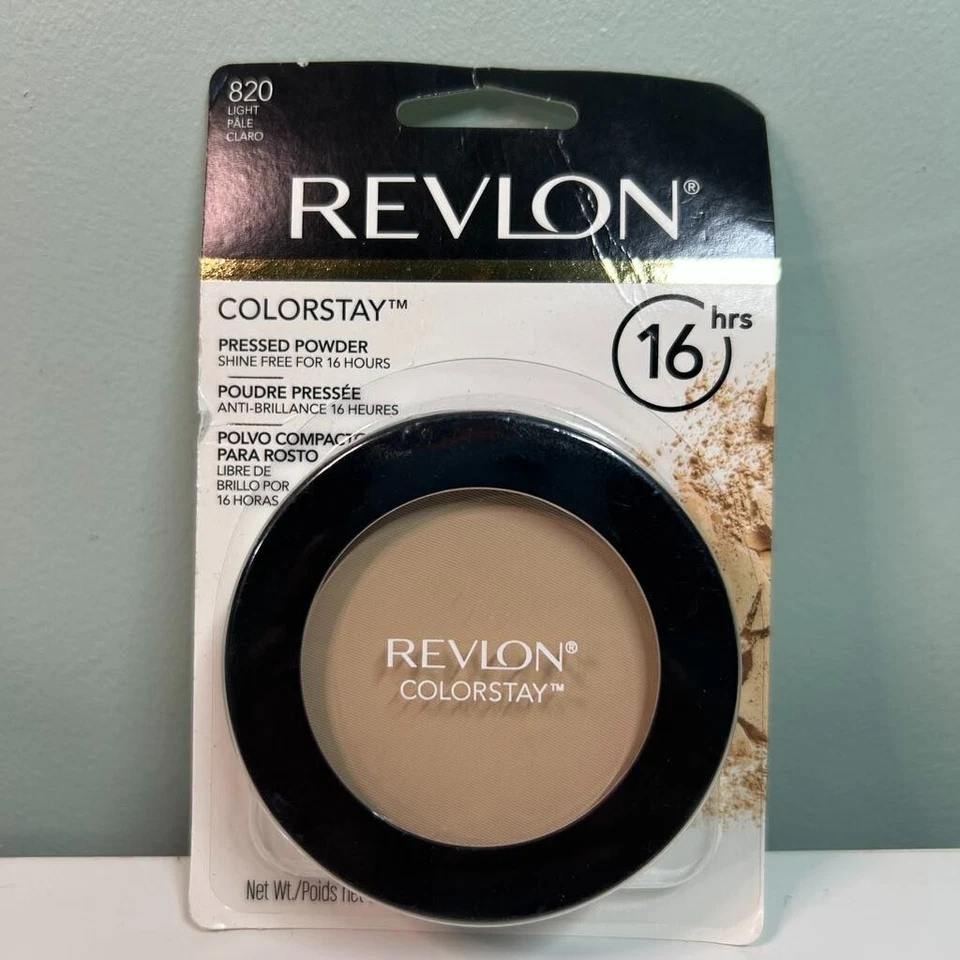 820
LIGHT
PÂLE
CLARO
REVLON®
COLORSTAY™
16 hrs
PRESSED POWDER
SHINE FREE FOR 16 HOURS
POUDRE PRESSÉE
ANTI-BRILLANCE 16 HEURES
POLVO COMPACTO
PARA ROSTO
LIBRE DE
BRILLO POR
16 HORAS
REVLON®
COLORSTAY™
Net Wt./Poids net